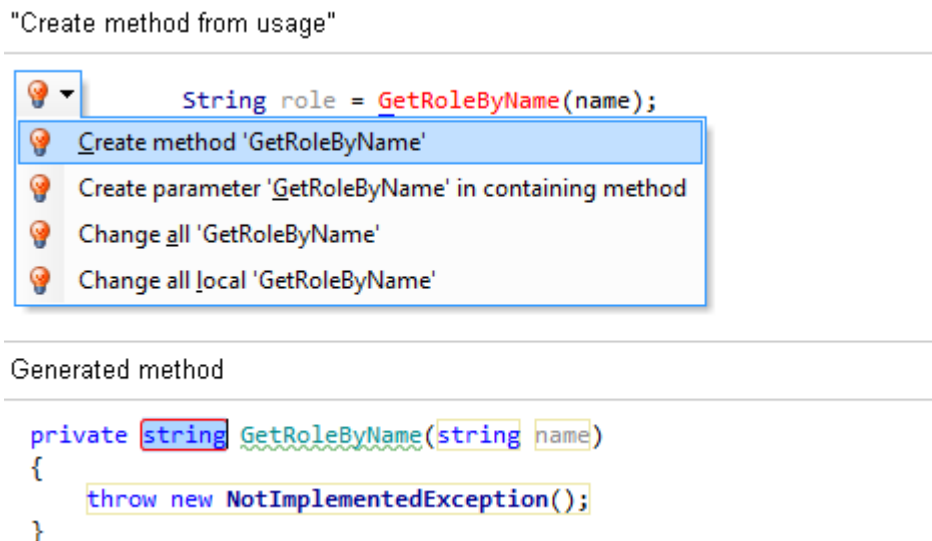 "Create method from usage"
String role = GetRoleByName(name);
Create method 'GetRoleByName'
Create parameter 'GetRoleByName' in containing method
Change all 'GetRoleByName'
Change all local 'GetRoleByName'
Generated method
private string GetRoleByName(string name)
{
throw new NotImplementedException();
}